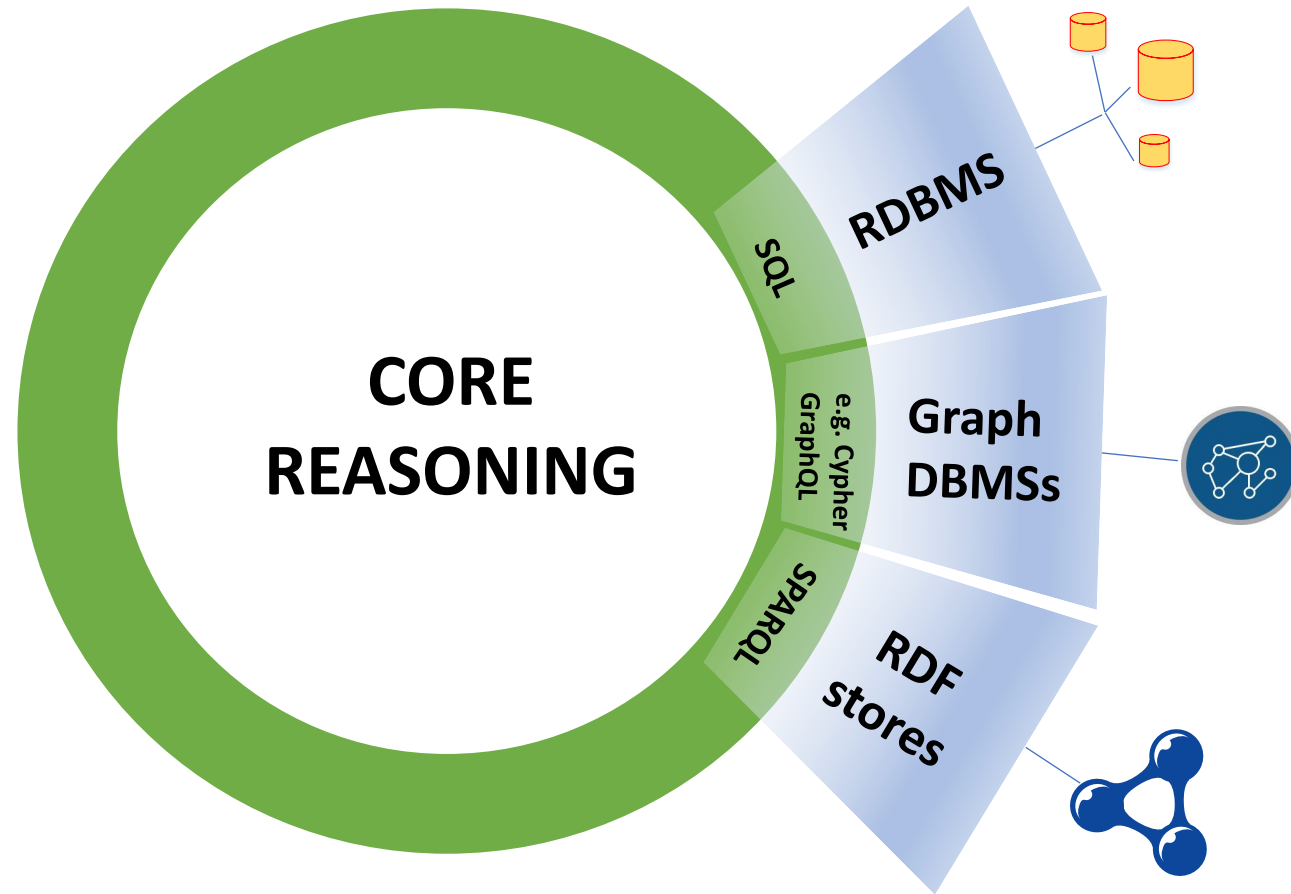 CORE
REASONING
SQL
RDBMS
e.g. Cypher
GraphQL
Graph
DBMSs
SPARQL
RDF
stores